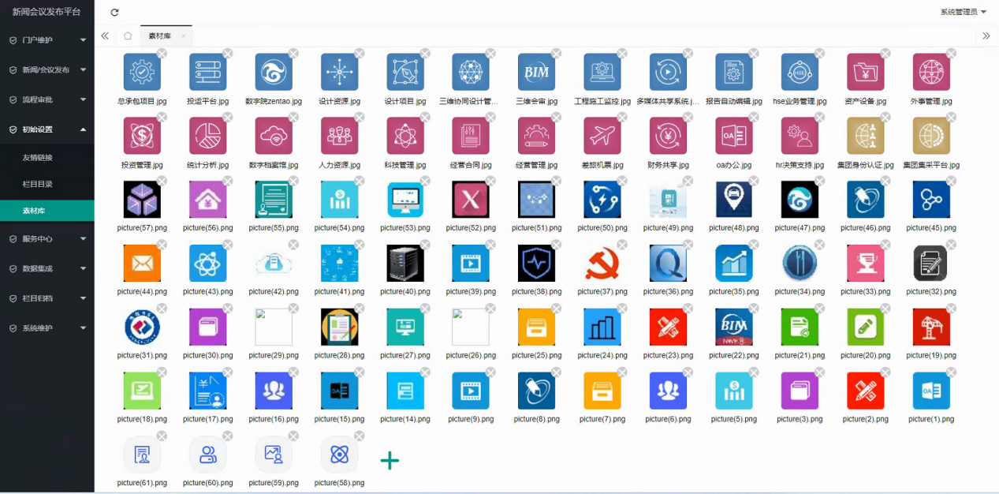 新闻会议发布平台
系统管理员
门户维护
新闻/会议发布
流程审批
初始设置
友情链接
栏目目录
素材库
服务中心
数据集成
栏目归档
系统维护
素材库
总承包项目.jpg 投运平台.jpg 数字院zentao.jpg 设计资源.jpg 设计项目.jpg 三维协同设计管... 三维会审.jpg 工程施工监控.jpg 多媒体共享系统.j... 报告自动编辑.jpg hse业务管理.jpg 资产设备.jpg 外事管理.jpg
BIM
HSE
投资管理.jpg 统计分析.jpg 数字档案馆.jpg 人力资源.jpg 科技管理.jpg 经营合同.jpg 经营管理.jpg 差旅机票.jpg 财务共享.jpg oa办公.jpg hr决策支持.jpg 集团身份认证.jpg 集团集采平台.jpg
OA
picture(57).png picture(56).png picture(55).png picture(54).png picture(53).png picture(52).png picture(51).png picture(50).png picture(49).png picture(48).png picture(47).png picture(46).png picture(45).png
picture(44).png picture(43).png picture(42).png picture(41).png picture(40).png picture(39).png picture(38).png picture(37).png picture(36).png picture(35).png picture(34).png picture(33).png picture(32).png
BIM
picture(31).png picture(30).png picture(29).png picture(28).png picture(27).png picture(26).png picture(25).png picture(24).png picture(23).png picture(22).png picture(21).png picture(20).png picture(19).png
OA
OA
picture(18).png picture(17).png picture(16).png picture(15).png picture(14).png picture(9).png picture(8).png picture(7).png picture(6).png picture(5).png picture(3).png picture(2).png picture(1).png
picture(61).png picture(60).png picture(59).png picture(58).png